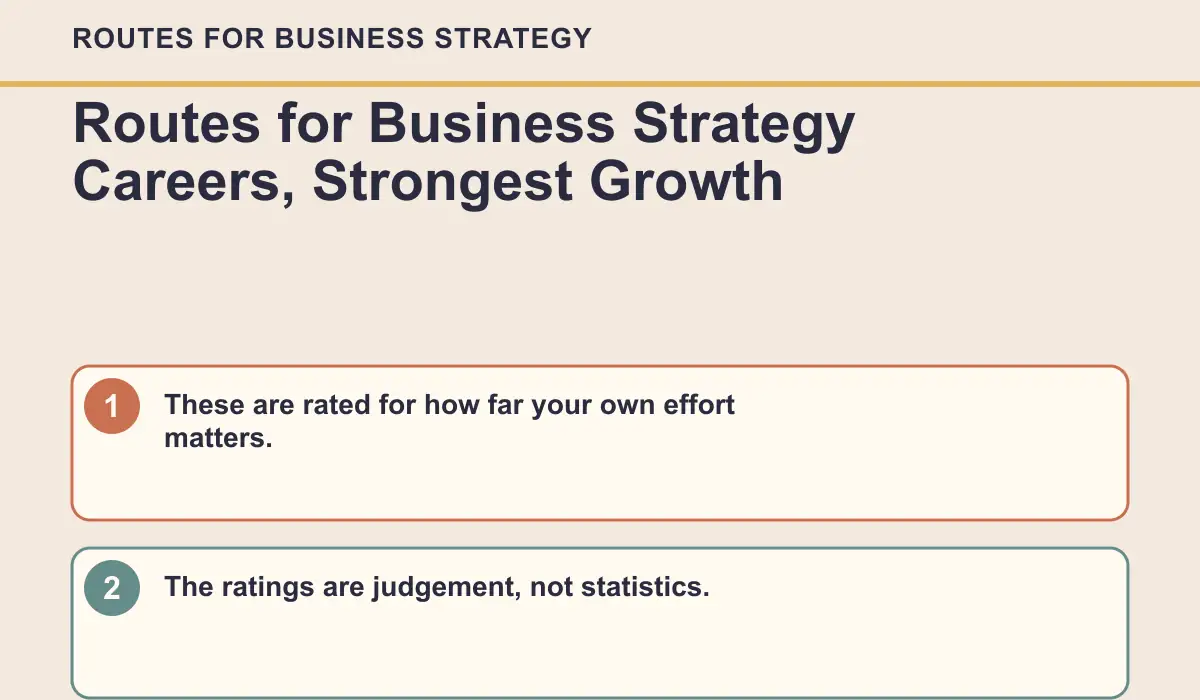 ROUTES FOR BUSINESS STRATEGY
Routes for Business Strategy
Careers, Strongest Growth
1
These are rated for how far your own effort
matters.
2
The ratings are judgement, not statistics.